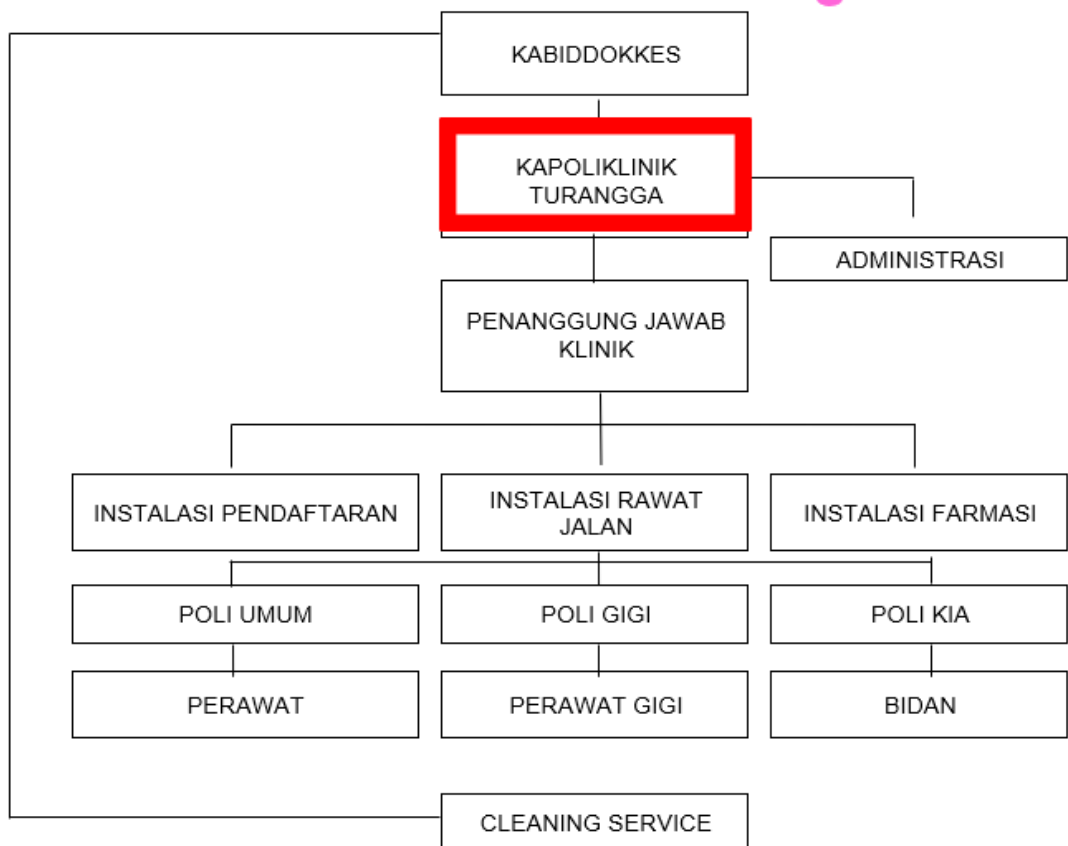 KABIDDOKKES
KAPOLIKLINIK
TURANGGA
ADMINISTRASI
PENANGGUNG JAWAB
KLINIK
INSTALASI PENDAFTARAN
INSTALASI RAWAT
JALAN
INSTALASI FARMASI
POLI UMUM
POLI GIGI
POLI KIA
PERAWAT
PERAWAT GIGI
BIDAN
CLEANING SERVICE